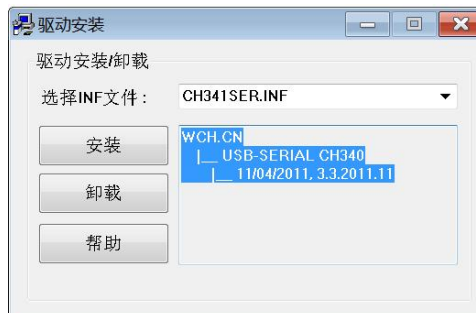 驱动安装
驱动安装/卸载
选择INF文件：
CH341SER.INF
安装
卸载
帮助
WCH.CN
|__ USB-SERIAL CH340
|__ 11/04/2011, 3.3.2011.11